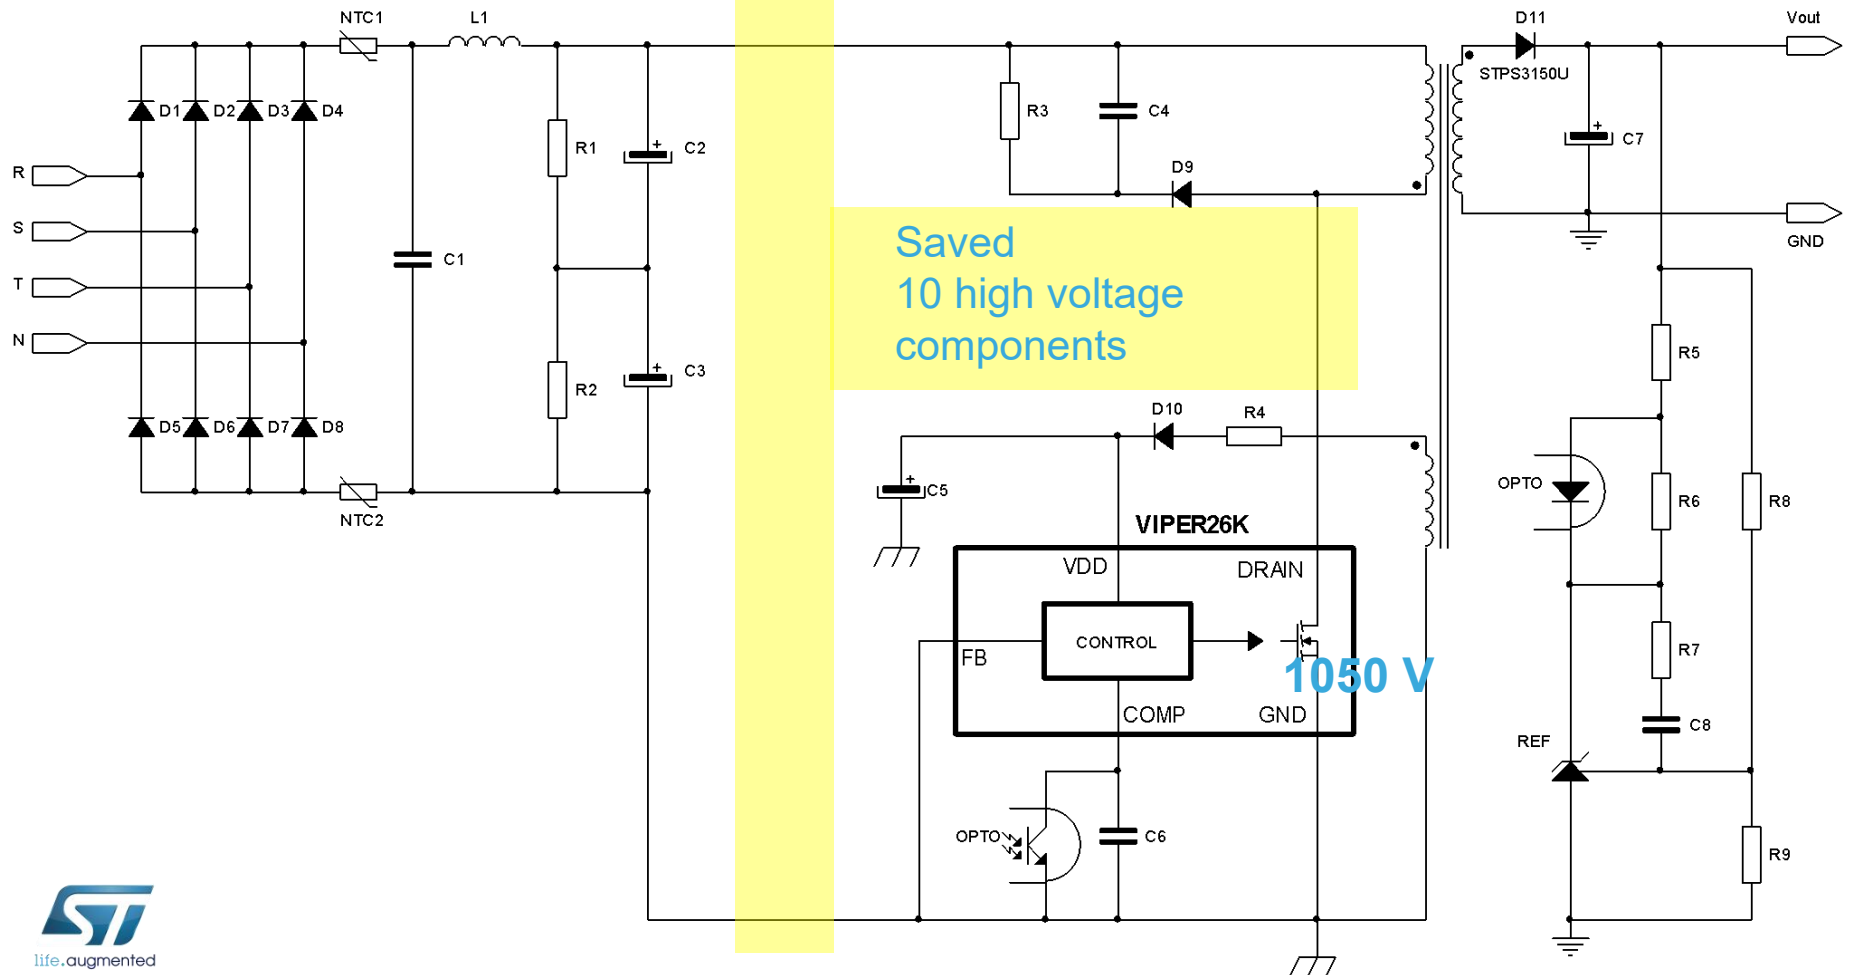 NTC1
L1
D11
Vout
STPS3150U
D1
D2
D3
D4
R3
C4
C7
R
R1
C2
D9
S
GND
Saved
10 high voltage
components
C1
T
N
R5
R2
C3
D5
D6
D7
D8
D10
R4
C5
OPTO
R6
R8
NTC2
VIPER26K
VDD
DRAIN
CONTROL
FB
1050 V
R7
COMP
GND
C8
REF
OPTO
C6
R9
ST
life.augmented